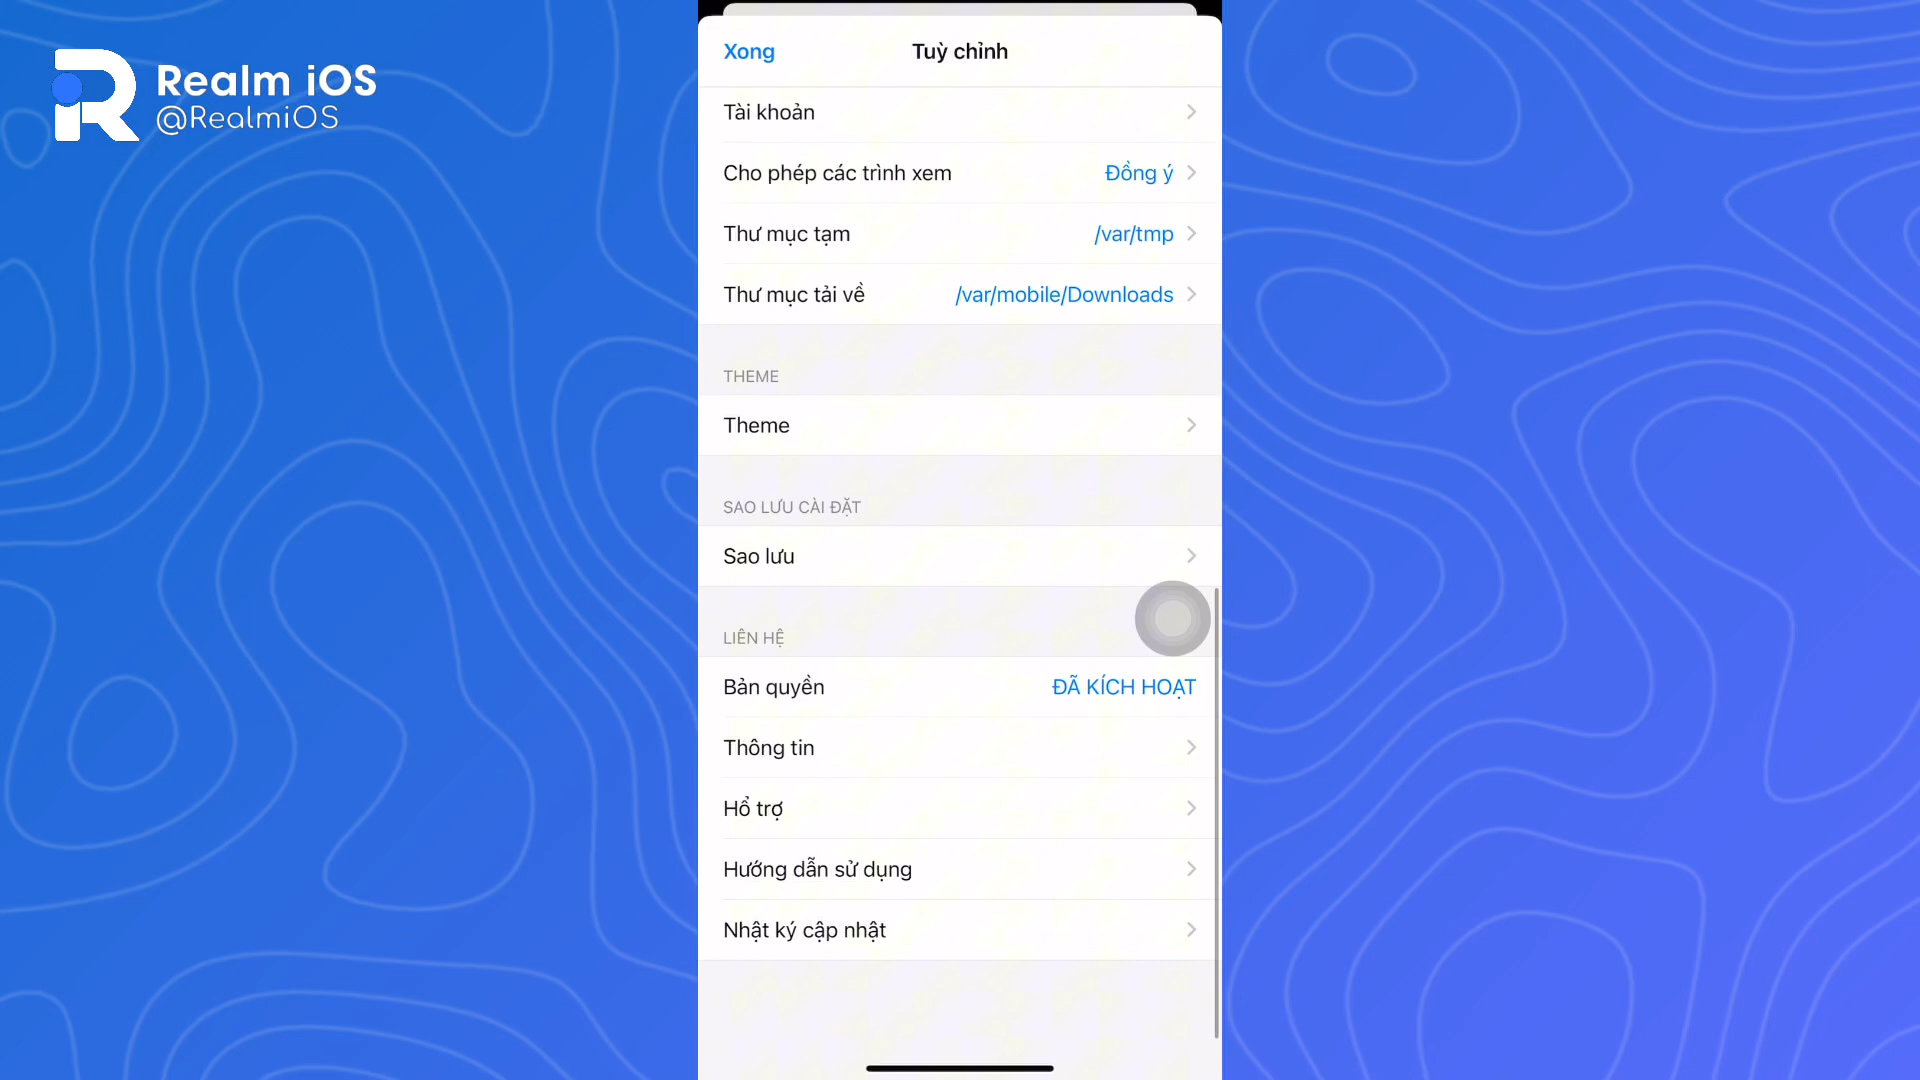 Realm iOS
@RealmiOS
Xong
Tuỳ chỉnh
Tài khoản
Cho phép các trình xem Đồng ý
Thư mục tạm /var/tmp
Thư mục tải về /var/mobile/Downloads
THEME
Theme
SAO LƯU CÀI ĐẶT
Sao lưu
LIÊN HỆ
Bản quyền ĐÃ KÍCH HOẠT
Thông tin
Hổ trợ
Hướng dẫn sử dụng
Nhật ký cập nhật